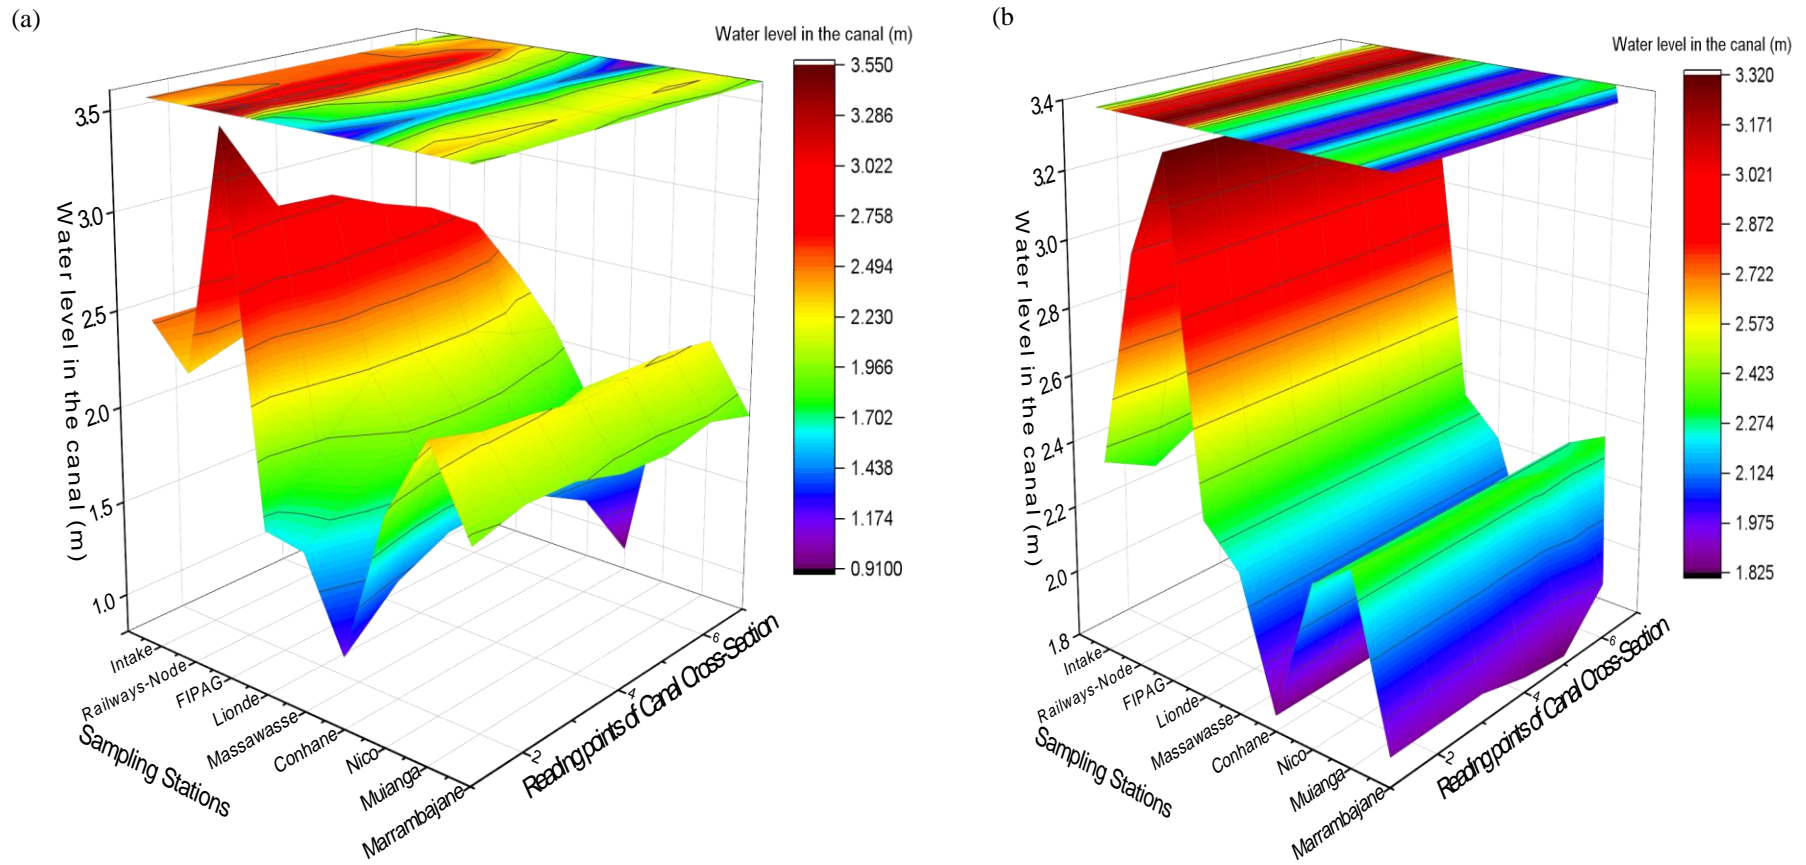 (a)
Water level in the canal (m)
3.550
3.286
3.022
2.758
2.494
2.230
1.966
1.702
1.438
1.174
0.9100
3.5
3.0
2.5
2.0
1.5
1.0
Water level in the canal (m)
Intake
Railways-Node
FIPAG
Lionde
Massawasse
Conhane
Nico
Muianga
Marrambajane
Sampling Stations
2
4
6
Reading points of Canal Cross-Section
(b
Water level in the canal (m)
3.320
3.171
3.021
2.872
2.722
2.573
2.423
2.274
2.124
1.975
1.825
3.4
3.2
3.0
2.8
2.6
2.4
2.2
2.0
1.8
Water level in the canal (m)
Intake
Railways-Node
FIPAG
Lionde
Massawasse
Conhane
Nico
Muianga
Marrambajane
Sampling Stations
2
4
6
Reading points of Canal Cross-Section